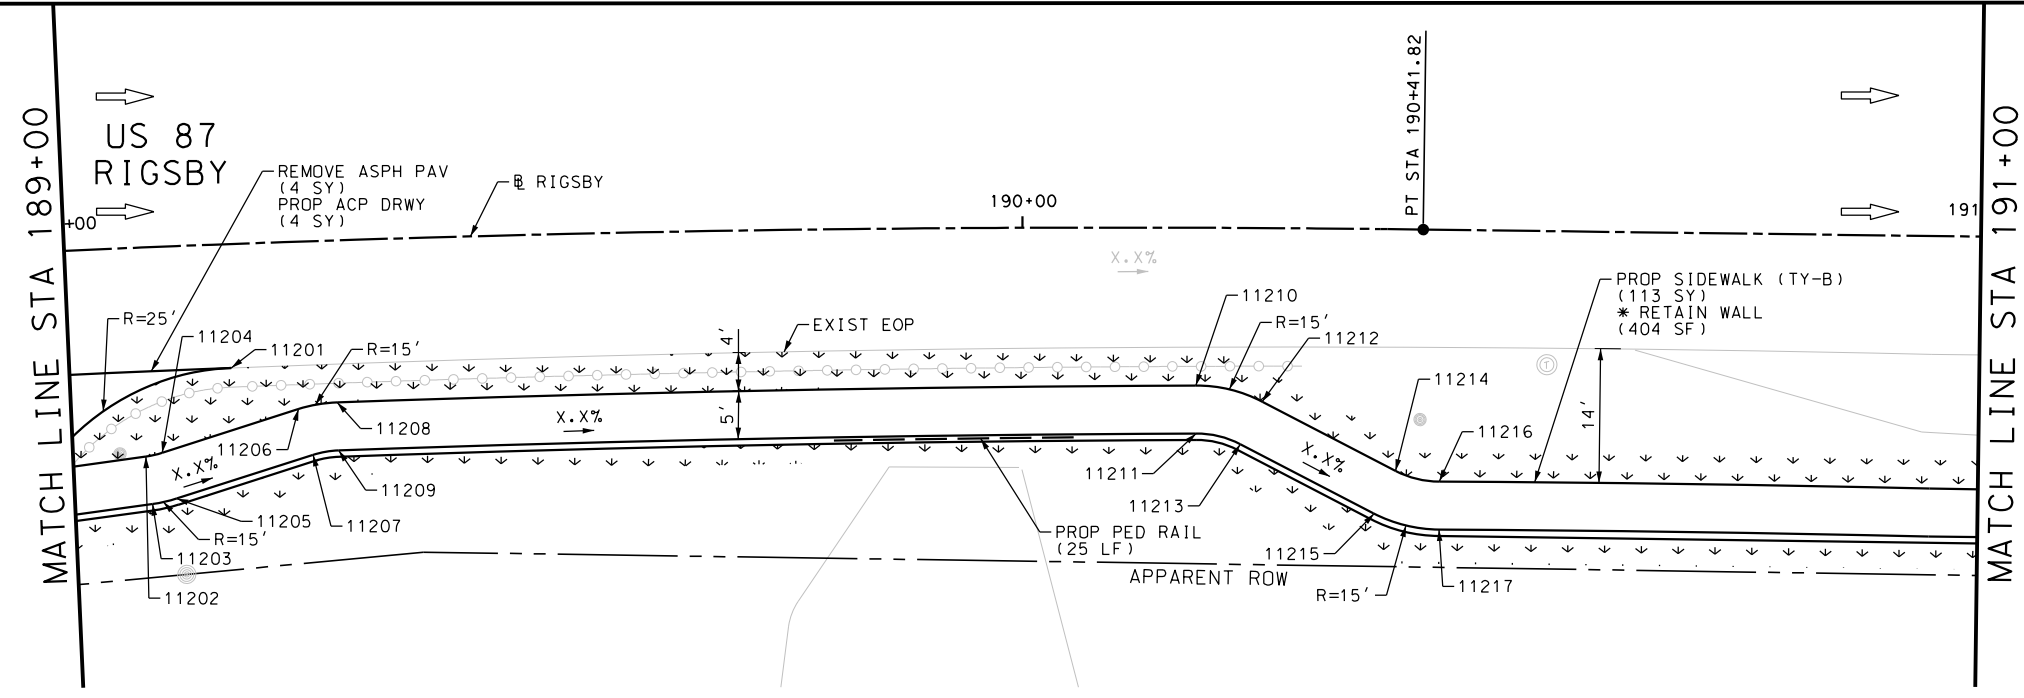 MATCH LINE STA 189+00
US 87
RIGSBY
+00
REMOVE ASPH PAV
(4 SY)
PROP ACP DRWY
(4 SY)
RIGSBY
190+00
PT STA 190+41.82
191
MATCH LINE STA 191+00
X.X%
PROP SIDEWALK (TY-B)
(113 SY)
* RETAIN WALL
(404 SF)
R=25'
11204
11201
R=15'
4'
EXIST EOP
11210
R=15'
11212
T
11214
14'
11206
11208
X.X%
5'
11216
X.X%
11209
11211
X.X%
11205
11207
11213
R=15'
PROP PED RAIL
(25 LF)
11203
11215
APPARENT ROW
11202
R=15'
11217